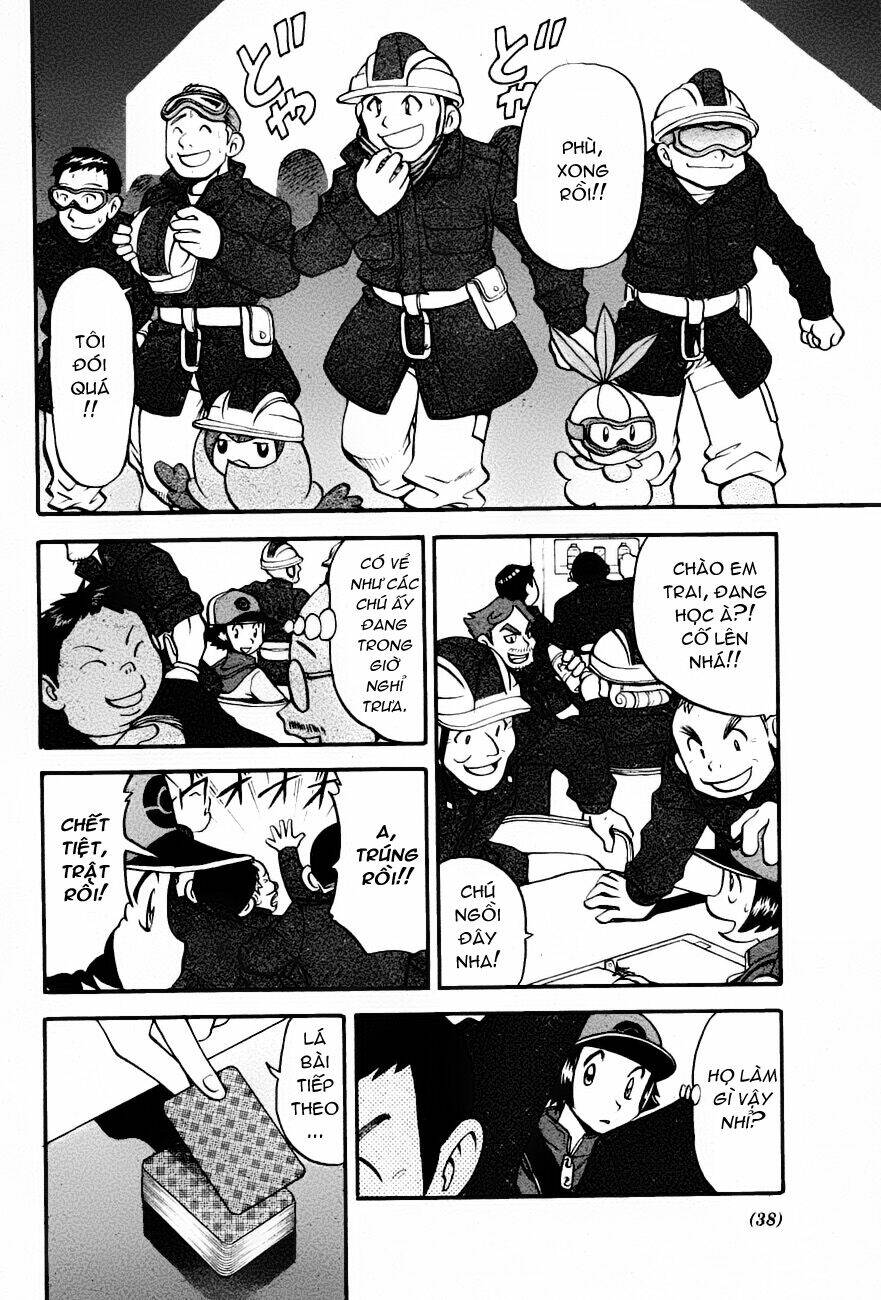 どや
どや
PHÙ,
XONG
RỒI!!
TÔI
ĐÓI
QUÁ
!!
CHÀO EM
TRAI, ĐANG
HỌC À?!
CỐ LÊN
NHÁ!!
CHÚ
NGỒI
ĐÂY
NHA!
CÓ VẺ
NHƯ CÁC
CHÚ ẤY
ĐANG
TRONG
GIỜ
NGHỈ
TRƯA.
A,
TRÚNG
RỒI!!
CHẾT
TIỆT,
TRẬT
RỒI!
HỌ LÀM
GÌ VẬY
NHỈ?
LÁ
BÀI
TIẾP
THEO
...
(38)